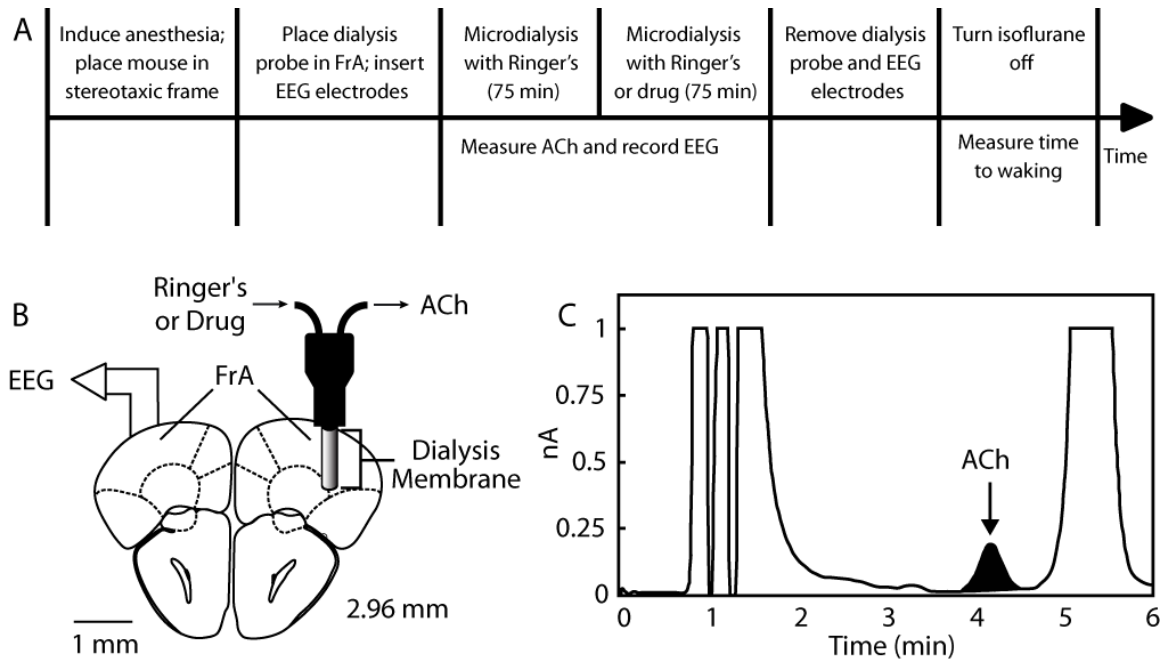 A
Induce anesthesia;
place mouse in
stereotaxic frame
Place dialysis
probe in FrA; insert
EEG electrodes
Microdialysis
with Ringer's
(75 min)
Microdialysis
with Ringer's
or drug (75 min)
Remove dialysis
probe and EEG
electrodes
Turn isoflurane
off
Measure ACh and record EEG
Measure time
to waking
Time
B
Ringer's
or Drug
ACh
EEG
FrA
Dialysis
Membrane
2.96 mm
1 mm
C
nA
1
0.75
0.5
0.25
0
ACh
0 1 2 3 4 5 6
Time (min)